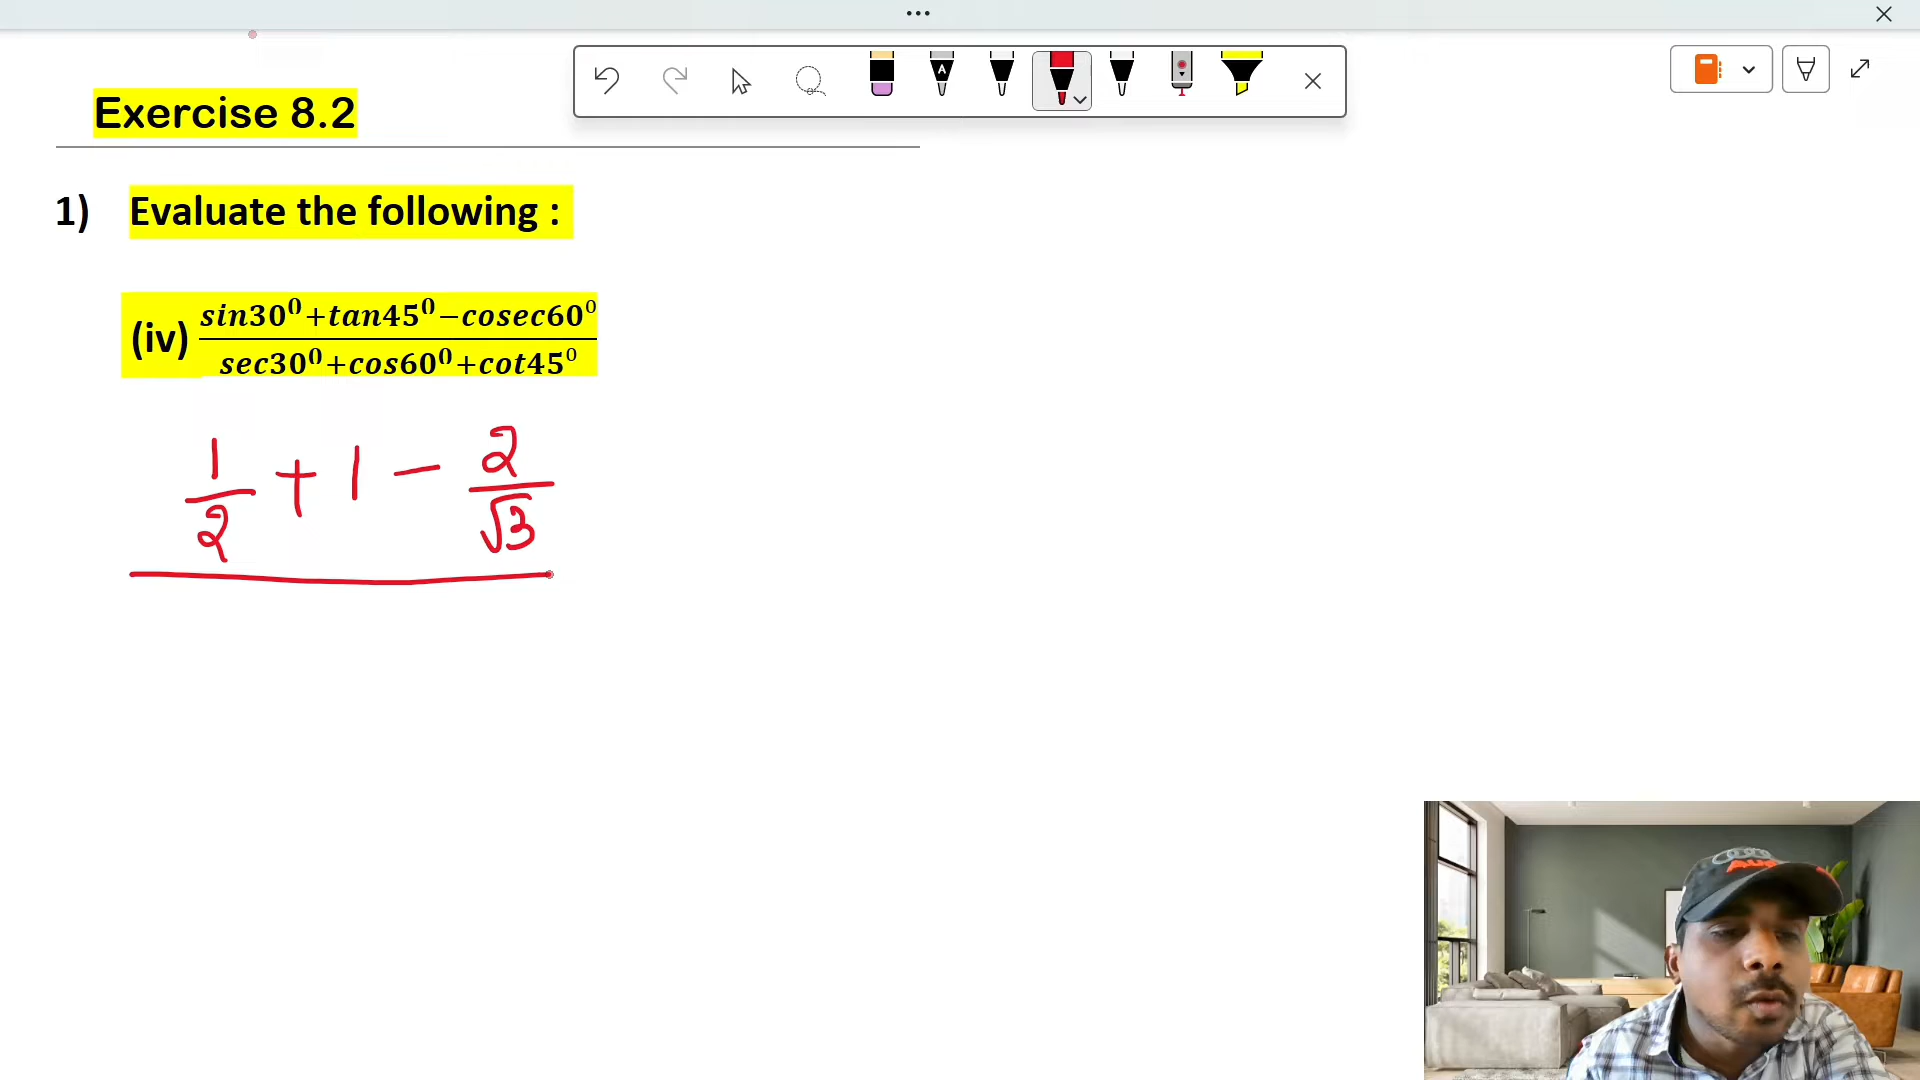 Exercise 8.2
1) Evaluate the following :
(iv) sin30⁰+tan45⁰−cosec60⁰
sec30⁰+cos60⁰+cot45⁰
1/2 + 1 − 2/√3